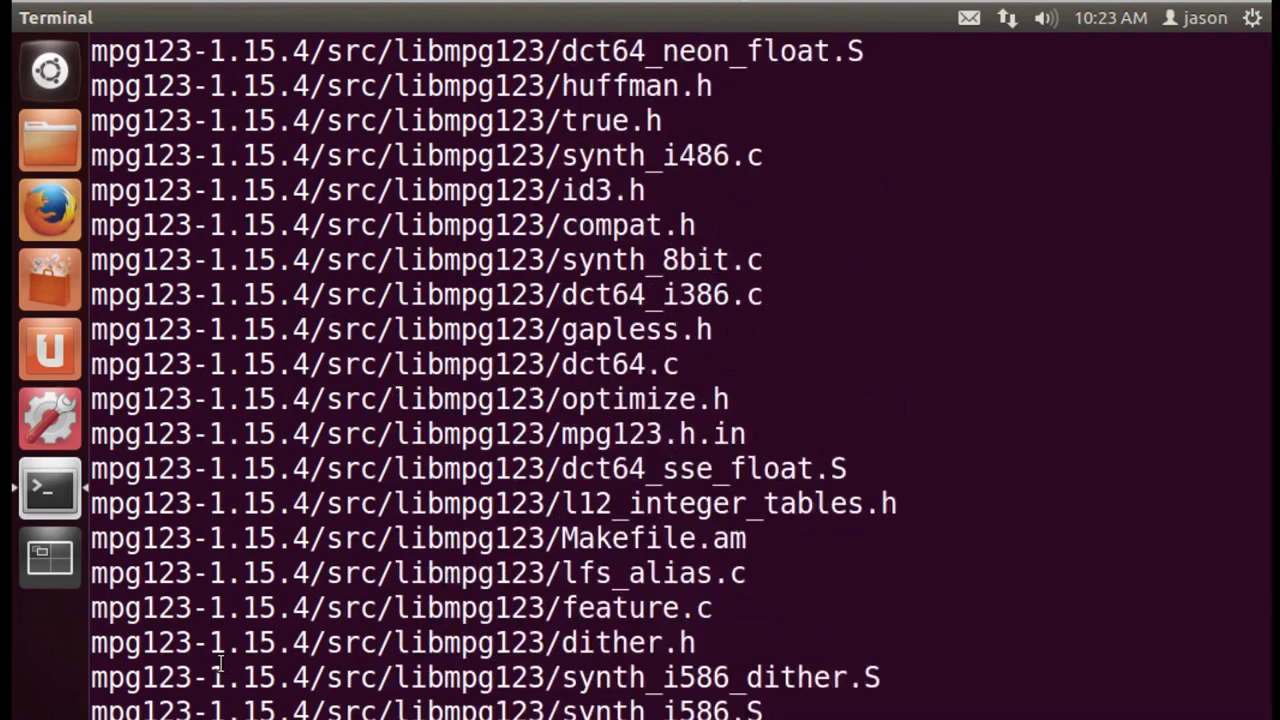 Terminal 10:23 AM jason
mpg123-1.15.4/src/libmpg123/dct64_neon_float.S
mpg123-1.15.4/src/libmpg123/huffman.h
mpg123-1.15.4/src/libmpg123/true.h
mpg123-1.15.4/src/libmpg123/synth_i486.c
mpg123-1.15.4/src/libmpg123/id3.h
mpg123-1.15.4/src/libmpg123/compat.h
mpg123-1.15.4/src/libmpg123/synth_8bit.c
mpg123-1.15.4/src/libmpg123/dct64_i386.c
mpg123-1.15.4/src/libmpg123/gapless.h
mpg123-1.15.4/src/libmpg123/dct64.c
mpg123-1.15.4/src/libmpg123/optimize.h
mpg123-1.15.4/src/libmpg123/mpg123.h.in
mpg123-1.15.4/src/libmpg123/dct64_sse_float.S
mpg123-1.15.4/src/libmpg123/l12_integer_tables.h
mpg123-1.15.4/src/libmpg123/Makefile.am
mpg123-1.15.4/src/libmpg123/lfs_alias.c
mpg123-1.15.4/src/libmpg123/feature.c
mpg123-1.15.4/src/libmpg123/dither.h
mpg123-1.15.4/src/libmpg123/synth_i586_dither.S
mpg123-1.15.4/src/libmpg123/synth_i586.S